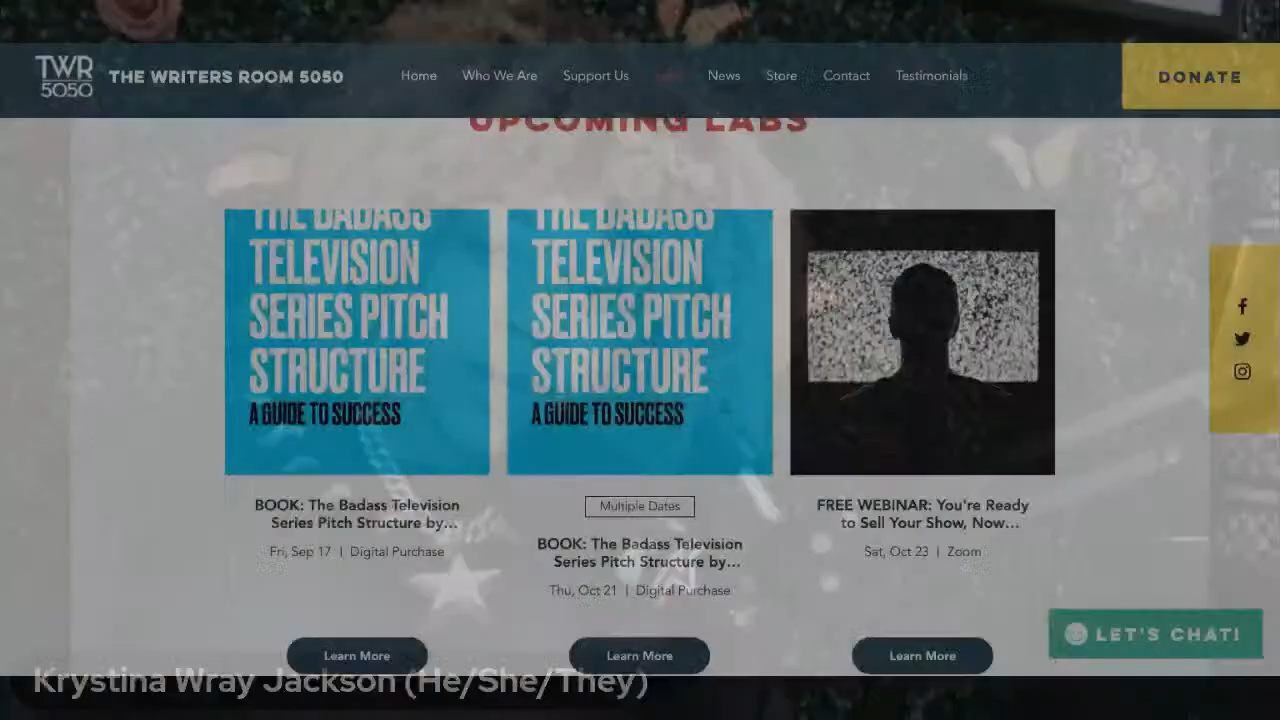 TWR
5050
THE WRITERS ROOM 5050
Home
Who We Are
Support Us
Labs
News
Store
Contact
Testimonials
DONATE
UPCOMING LABS
THE BADASS
TELEVISION
SERIES PITCH
STRUCTURE
A GUIDE TO SUCCESS
THE BADASS
TELEVISION
SERIES PITCH
STRUCTURE
A GUIDE TO SUCCESS
BOOK: The Badass Television
Series Pitch Structure by...
Fri, Sep 17 | Digital Purchase
Learn More
Multiple Dates
BOOK: The Badass Television
Series Pitch Structure by...
Thu, Oct 21 | Digital Purchase
Learn More
FREE WEBINAR: You're Ready
to Sell Your Show, Now...
Sat, Oct 23 | Zoom
Learn More
LET'S CHAT!
Krystina Wray Jackson (He/She/They)